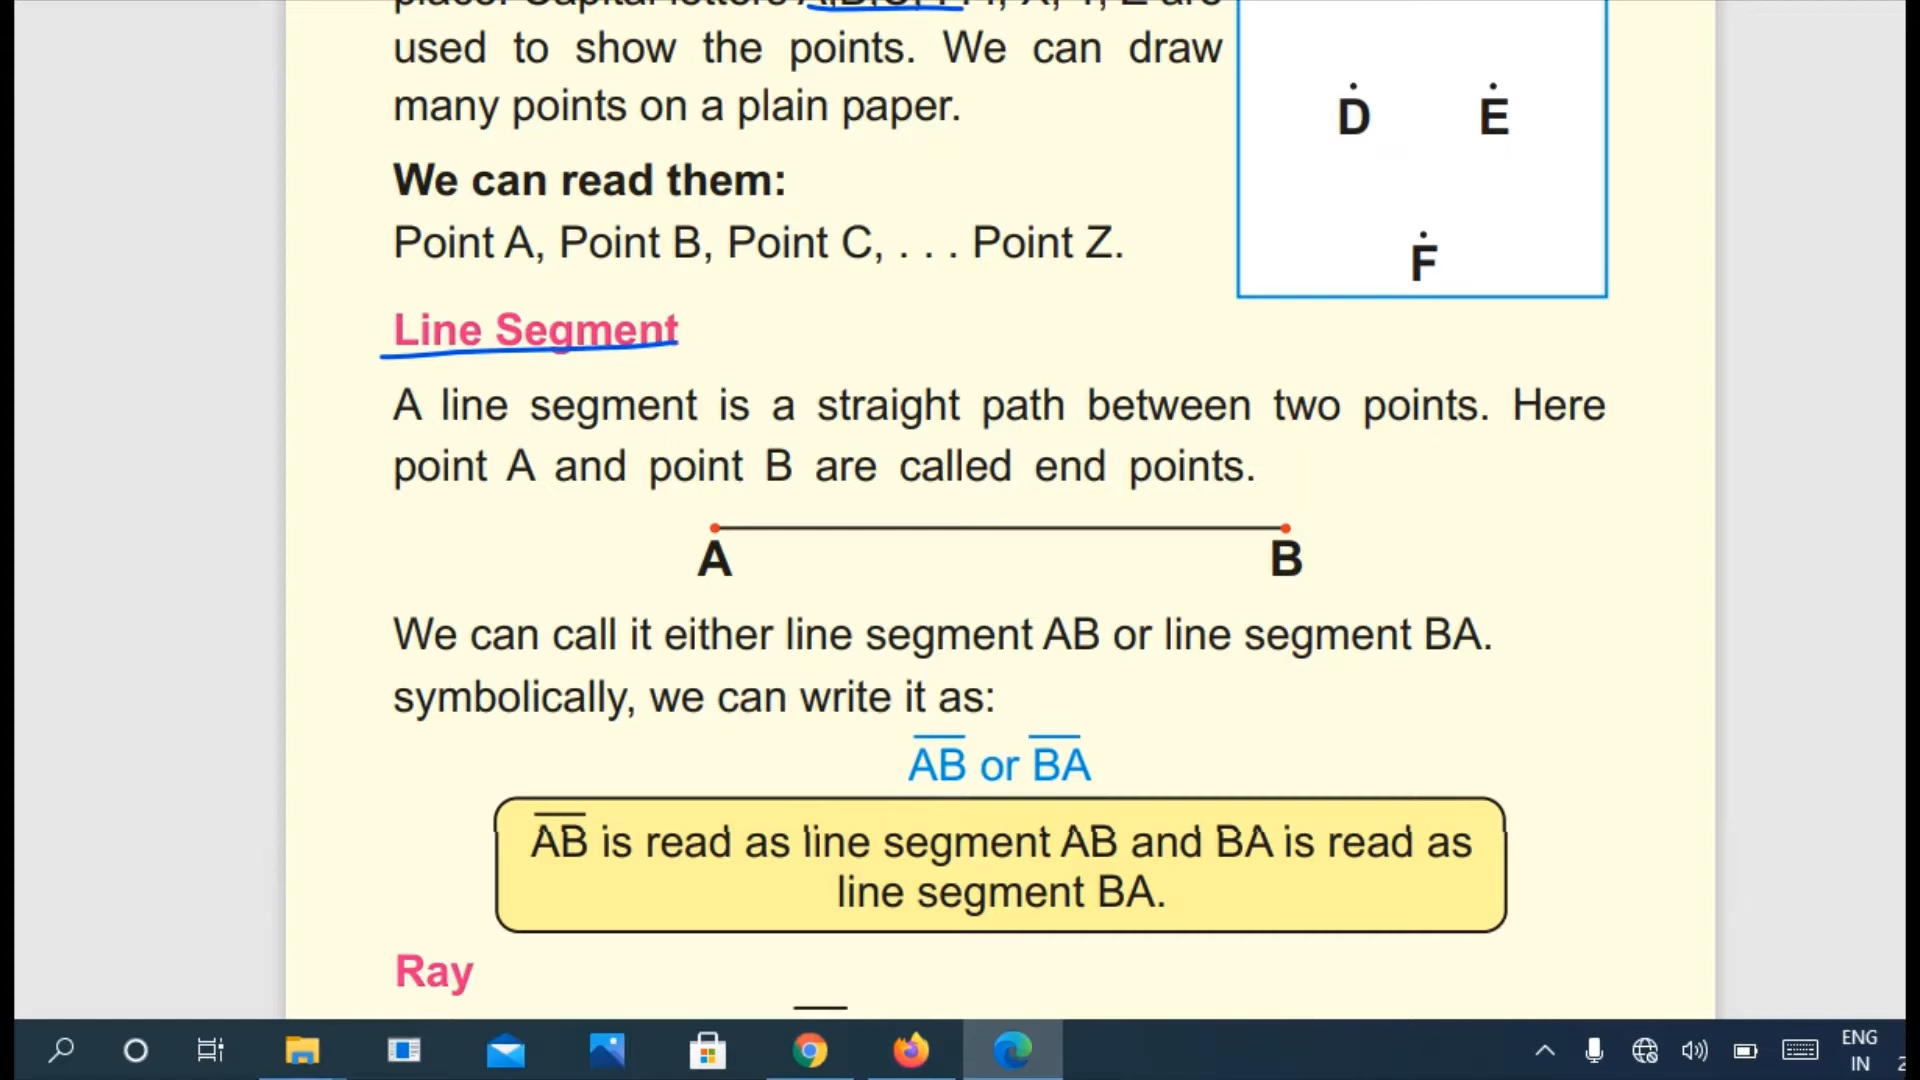 used to show the points. We can draw
many points on a plain paper.
We can read them:
Point A, Point B, Point C, . . . Point Z.
D E
F
Line Segment
A line segment is a straight path between two points. Here
point A and point B are called end points.
A B
We can call it either line segment AB or line segment BA.
symbolically, we can write it as:
A̅B̅ or B̅A̅
A̅B̅ is read as line segment AB and BA is read as
line segment BA.
Ray
ENG
IN